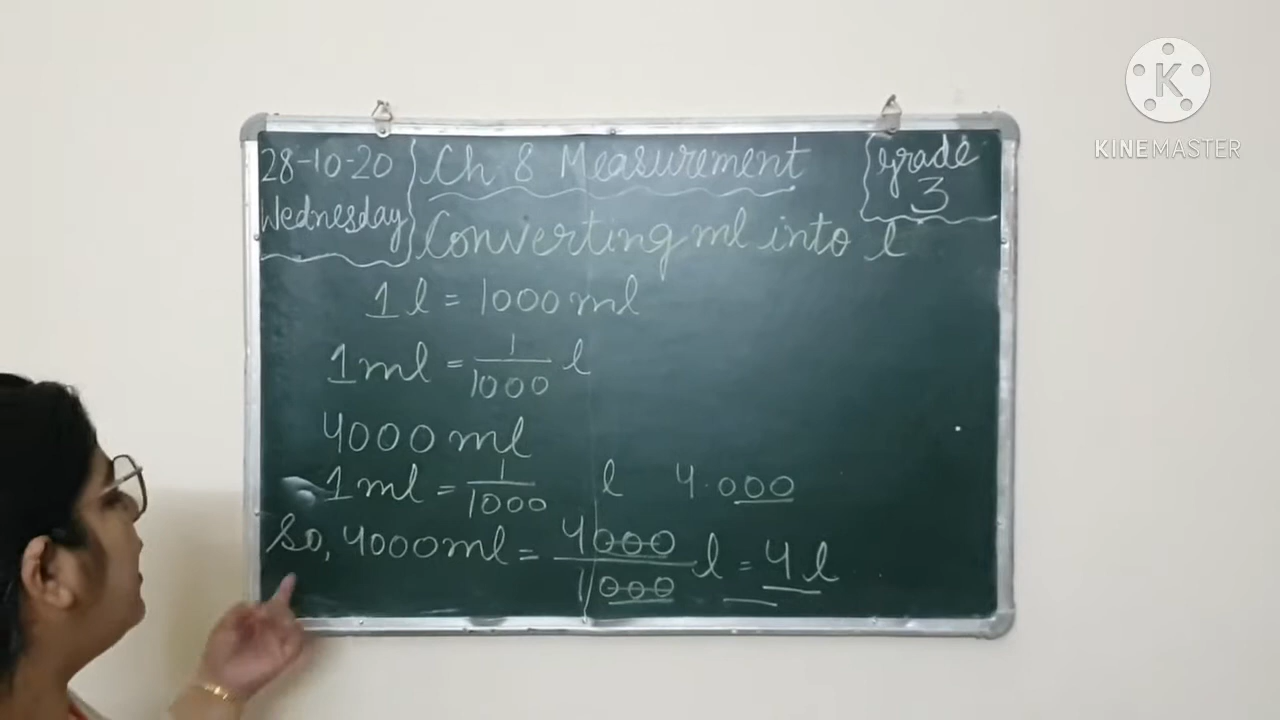 28-10-20
Wednesday
Ch 8 Measurement
grade
3
Converting ml into l
1 l = 1000 ml
1 ml = 1/1000 l
4000 ml
1 ml = 1/1000 l 4.000
So, 4000 ml = 4000/1000 l = 4 l
K
KINEMASTER